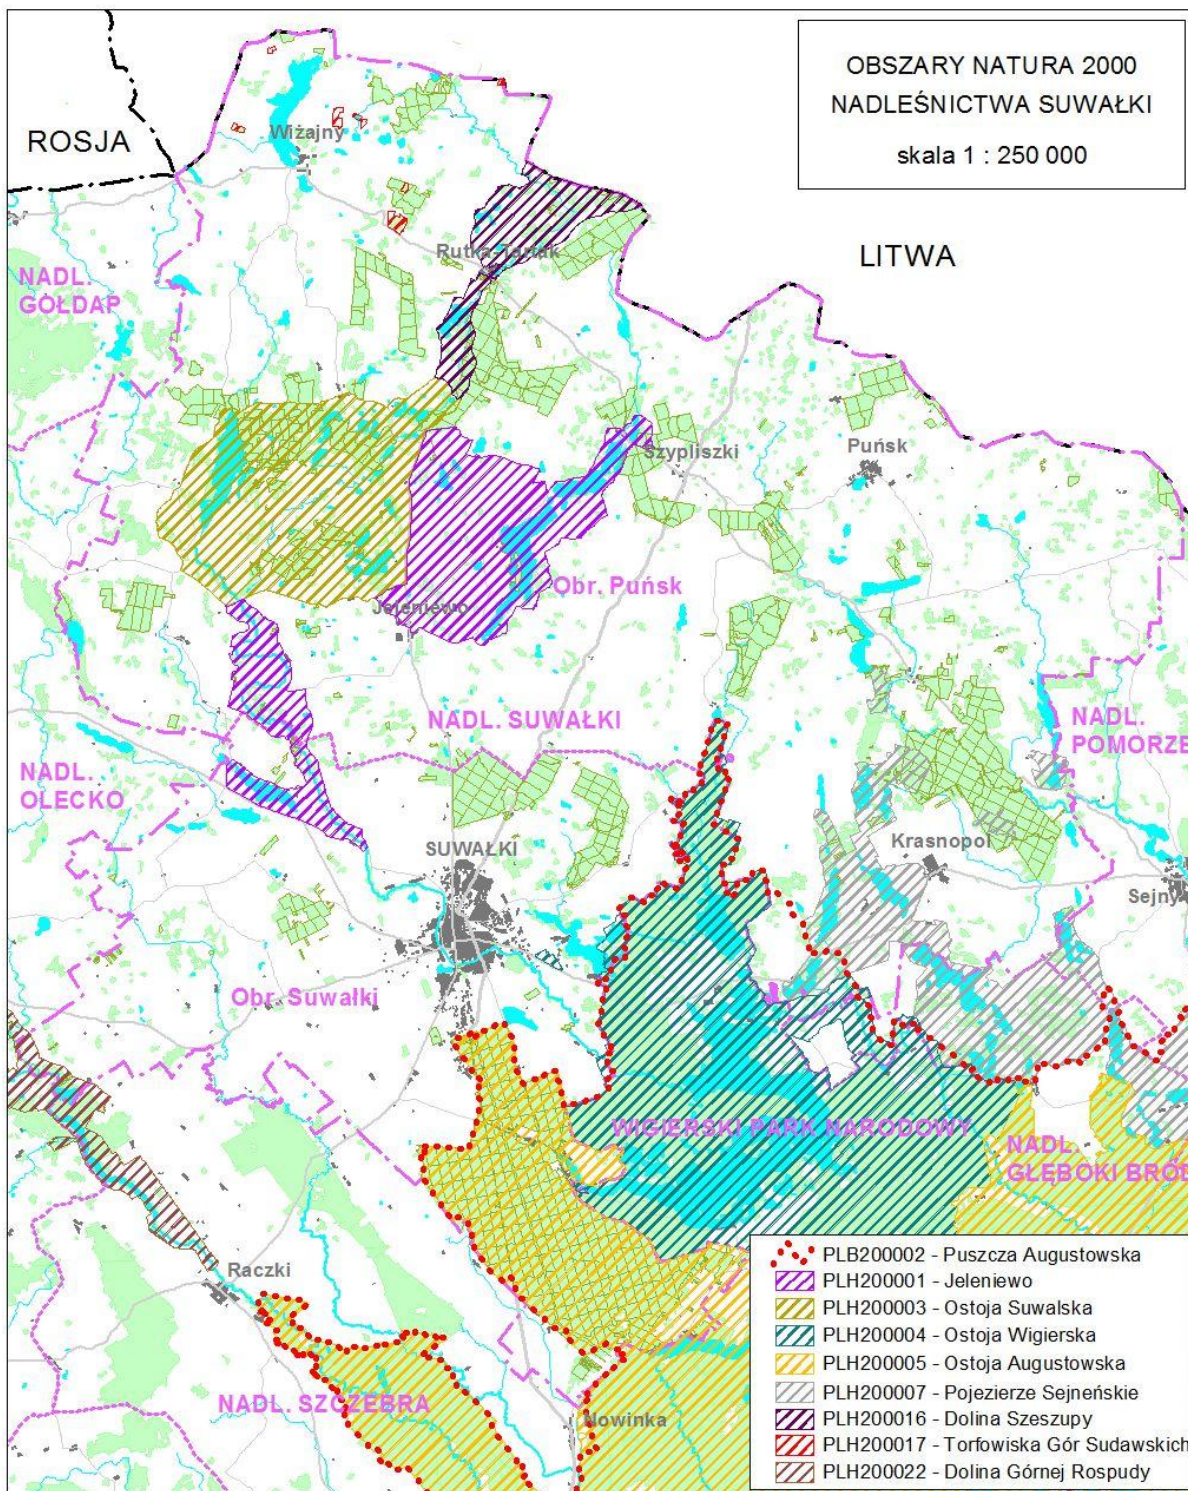 OBSZARY NATURA 2000
NADLEŚNICTWA SUWAŁKI
skala 1 : 250 000
ROSJA
Wiżajny
LITWA
Rutka-Tartak
NADL.
GOŁDAP
Szypliszki
Puńsk
Obr. Puńsk
Jeleniewo
NADL. SUWAŁKI
NADL.
POMORZE
NADL.
OLECKO
SUWAŁKI
Krasnopol
Sejny
Obr. Suwałki
WIGIERSKI PARK NARODOWY
NADL.
GŁĘBOKI BRÓD
Raczki
NADL. SZCZEBRA
Nowinka
PLB200002 - Puszcza Augustowska
PLH200001 - Jeleniewo
PLH200003 - Ostoja Suwalska
PLH200004 - Ostoja Wigierska
PLH200005 - Ostoja Augustowska
PLH200007 - Pojezierze Sejneńskie
PLH200016 - Dolina Szeszupy
PLH200017 - Torfowiska Gór Sudawskich
PLH200022 - Dolina Górnej Rospudy